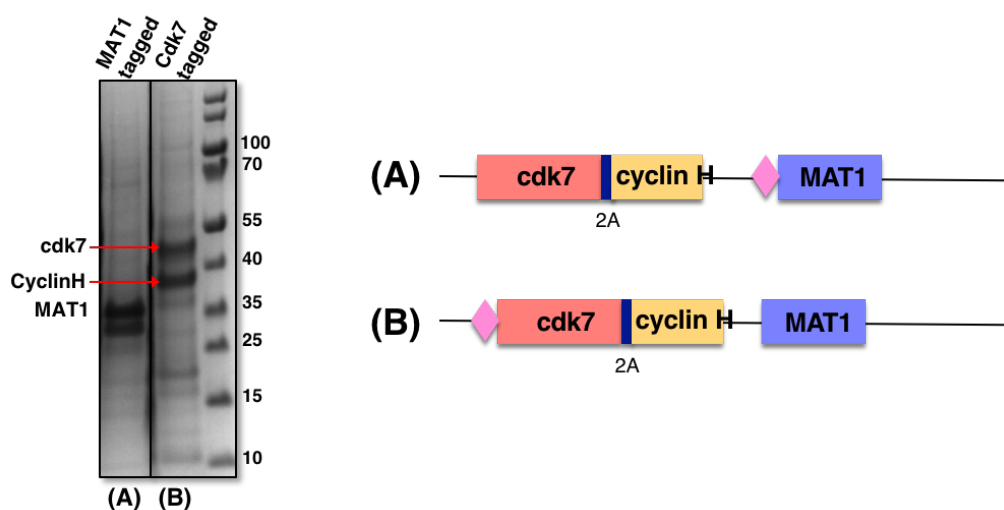 MAT1
tagged
Cdk7
tagged
100
70
55
40
35
25
15
10
cdk7
CyclinH
MAT1
(A) (B)
(A) cdk7 cyclin H MAT1
2A
(B) cdk7 cyclin H MAT1
2A